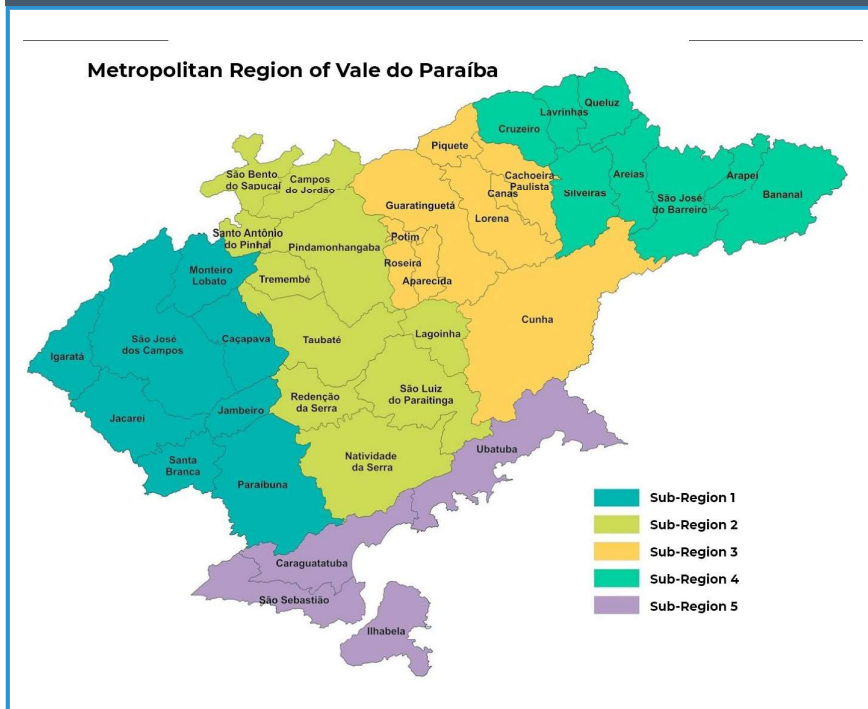 Metropolitan Region of Vale do Paraíba
Queluz
Lavrinhas
Cruzeiro
Piquete
Cachoeira
Paulista
Canas
Silveiras
Areias
Arapei
Bananal
São José
do Barreiro
São Bento
do Sapucaí
Campos
do Jordão
Guaratinguetá
Lorena
Santo Antônio
do Pinhal
Pindamonhangaba
Potim
Roseira
Aparecida
Monteiro
Lobato
Tremembé
Cunha
Igaratá
São José
dos Campos
Caçapava
Taubaté
Lagoinha
Jacarei
Jambeiro
Redenção
da Serra
São Luiz
do Paraitinga
Santa
Branca
Paraibuna
Natividade
da Serra
Ubatuba
Caraguatatuba
São Sebastião
Ilhabela
Sub-Region 1
Sub-Region 2
Sub-Region 3
Sub-Region 4
Sub-Region 5